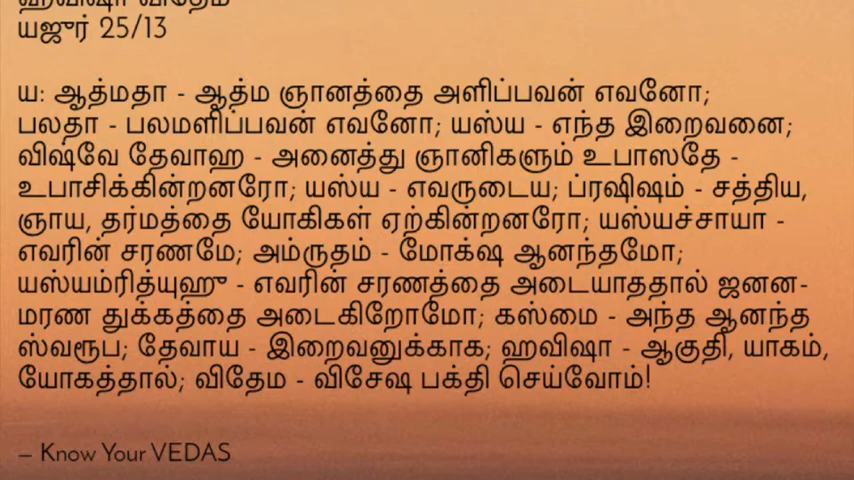 ஹவிஷா விதேம
யஜுர் 25/13
ய: ஆத்மதா - ஆத்ம ஞானத்தை அளிப்பவன் எவனோ;
பலதா - பலமளிப்பவன் எவனோ; யஸ்ய - எந்த இறைவனை;
விஷ்வே தேவாஹ - அனைத்து ஞானிகளும் உபாஸதே -
உபாசிக்கின்றனரோ; யஸ்ய - எவருடைய; ப்ரஷிஷம் - சத்திய,
ஞாய, தர்மத்தை யோகிகள் ஏற்கின்றனரோ; யஸ்யச்சாயா -
எவரின் சரணமே; அம்ருதம் - மோக்ஷ ஆனந்தமோ;
யஸ்யம்ரித்யுஹு - எவரின் சரணத்தை அடையாததால் ஜனன-
மரண துக்கத்தை அடைகிறோமோ; கஸ்மை - அந்த ஆனந்த
ஸ்வரூப; தேவாய - இறைவனுக்காக; ஹவிஷா - ஆகுதி, யாகம்,
யோகத்தால்; விதேம - விசேஷ பக்தி செய்வோம்!
– Know Your VEDAS